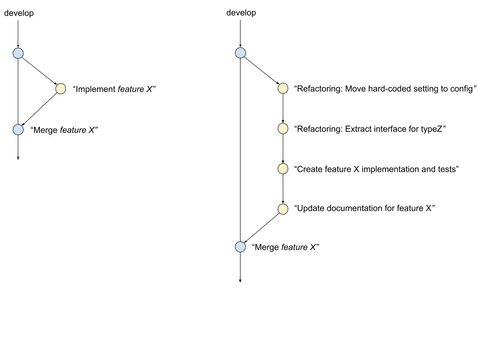 develop
"Implement feature X"
"Merge feature X"
develop
"Refactoring: Move hard-coded setting to config"
"Refactoring: Extract interface for typeZ"
"Create feature X implementation and tests"
"Update documentation for feature X"
"Merge feature X"